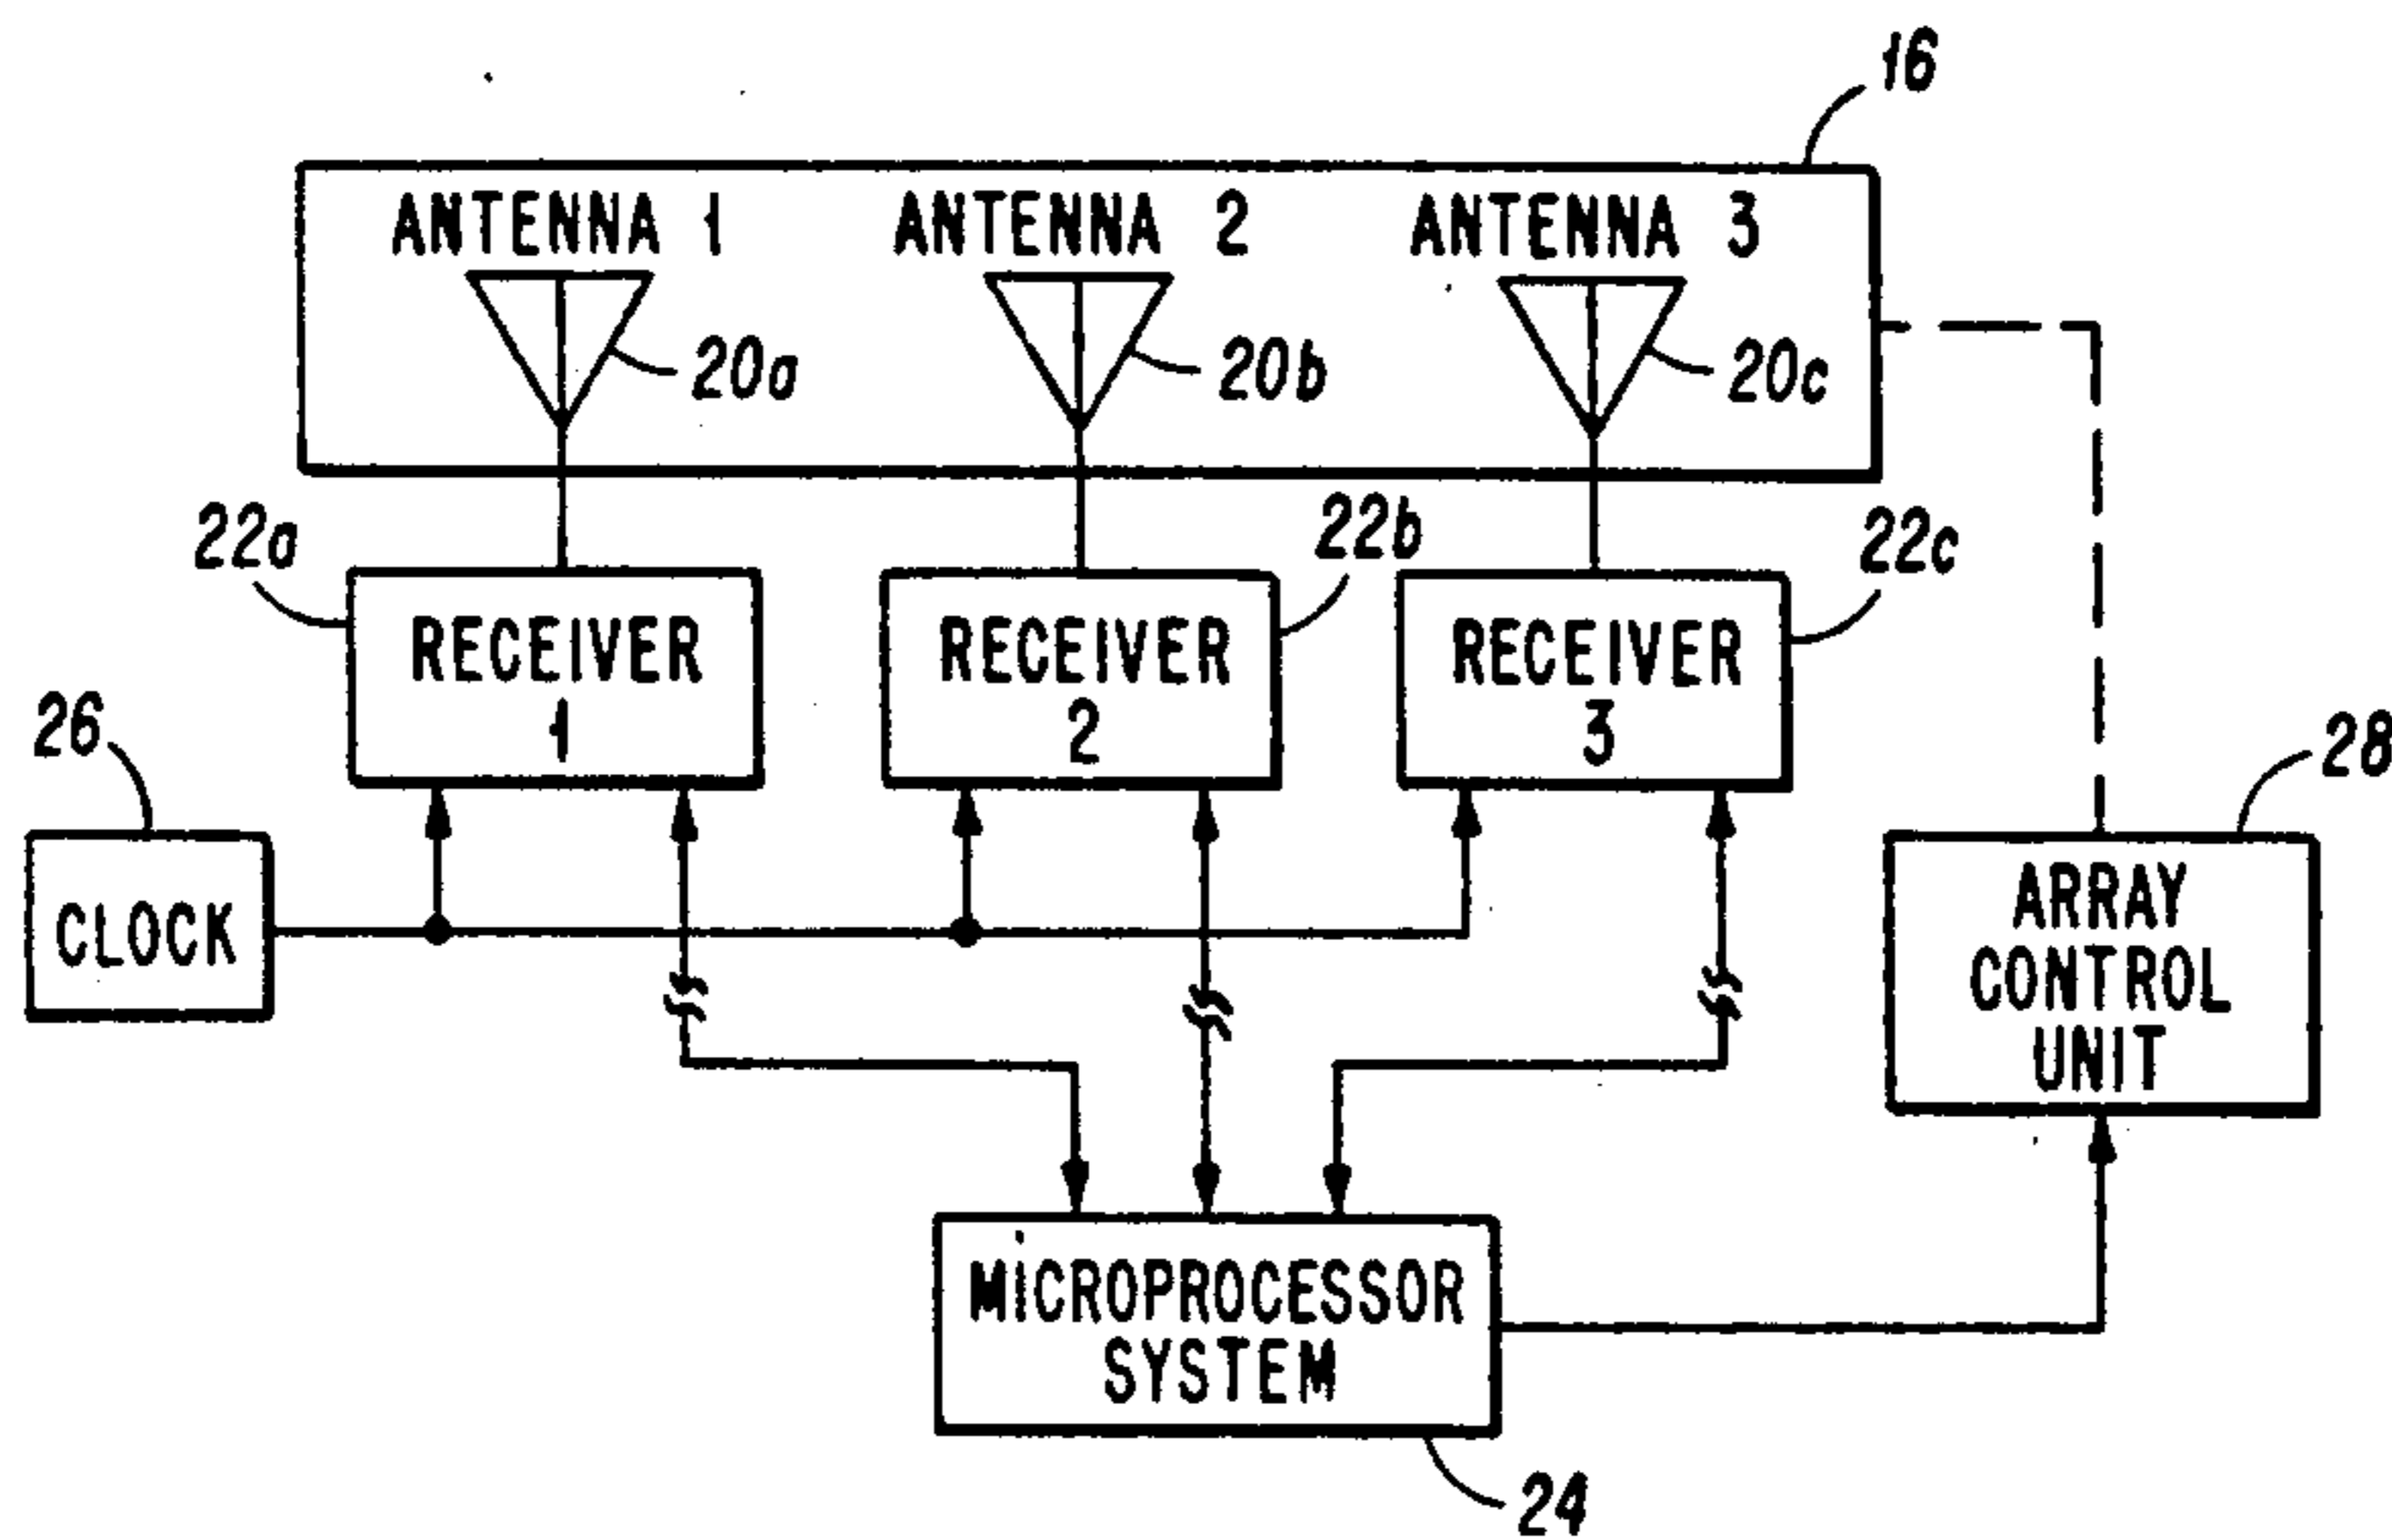 16
ANTENNA 1 ANTENNA 2 ANTENNA 3
20a 20b 20c
22a 22b 22c
RECEIVER
1
RECEIVER
2
RECEIVER
3
26
CLOCK
28
ARRAY
CONTROL
UNIT
MiCROPROCESSOR
SYSTEM
24